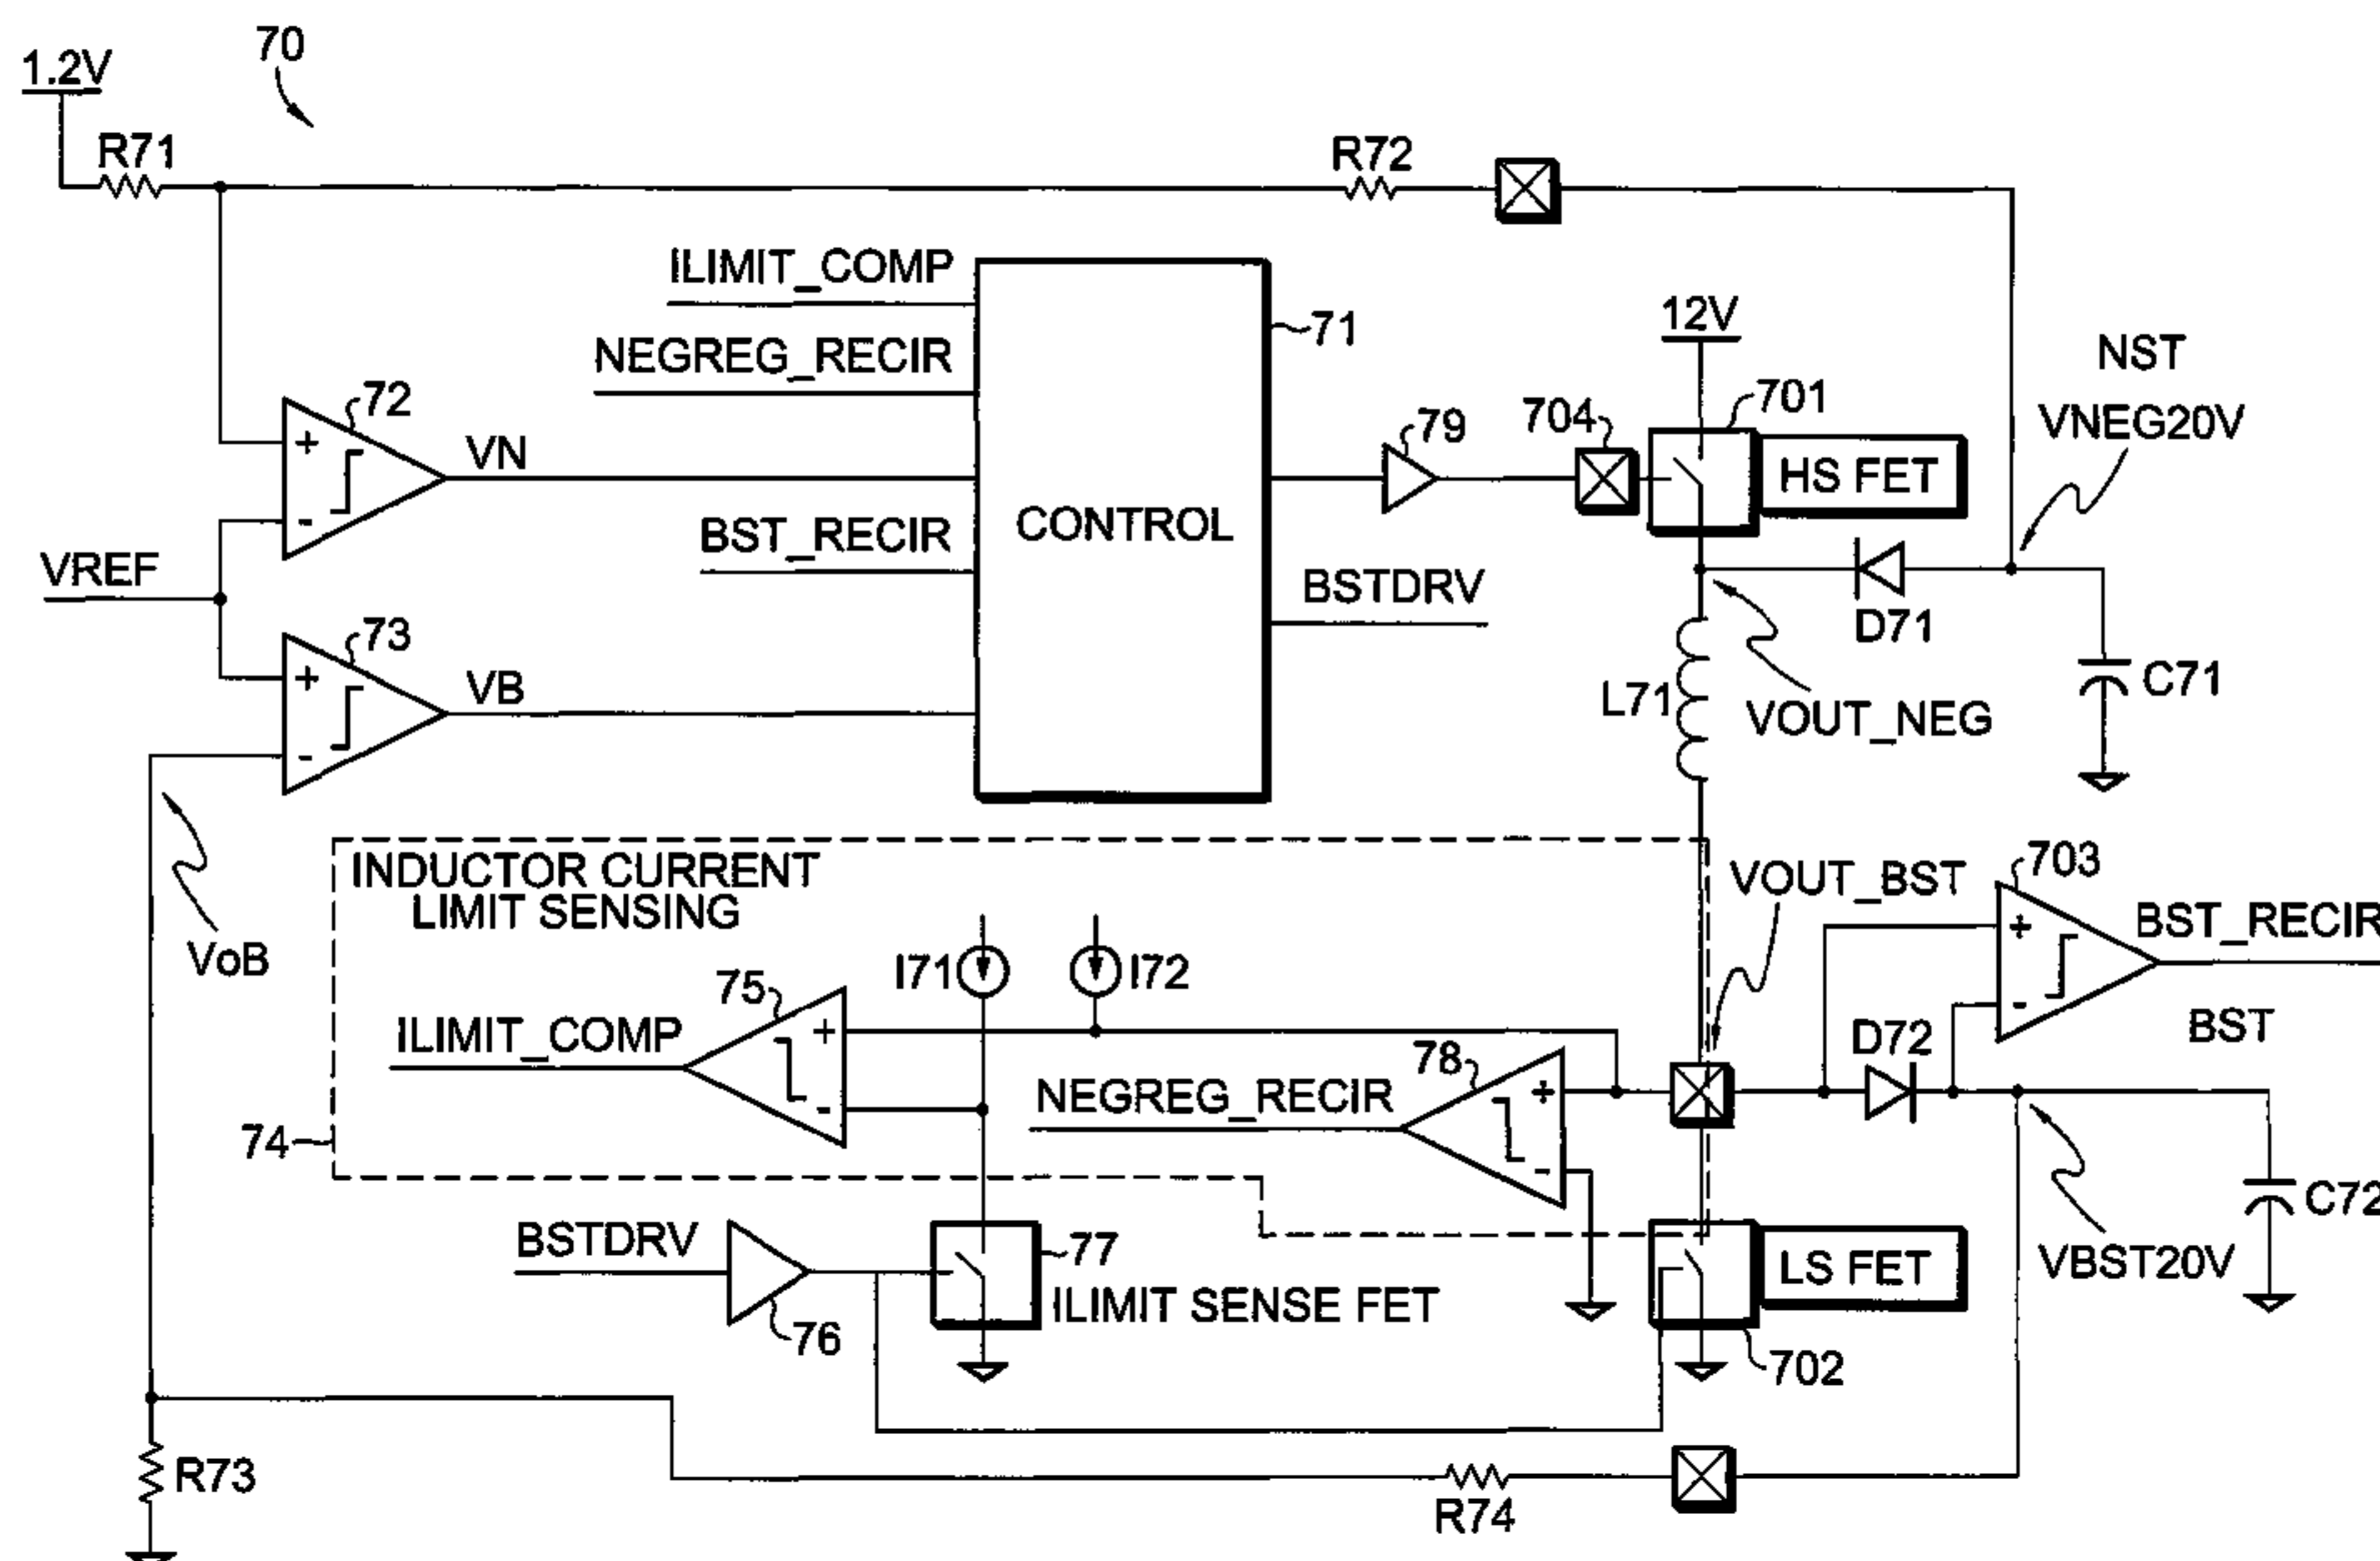 70
1.2V
R71
R72
ILIMIT_COMP
NEGREG_RECIR
71
12V
701
NST
VNEG20V
72
VN
79
704
HS FET
BST_RECIR
CONTROL
VREF
BSTDRV
D71
73
VB
L71
VOUT_NEG
C71
INDUCTOR CURRENT
LIMIT SENSING
VOUT_BST
703
BST_RECIR
VoB
75
I71
I72
BST
ILIMIT_COMP
78
D72
NEGREG_RECIR
74
BSTDRV
77
LS FET
VBST20V
C72
ILIMIT SENSE FET
76
702
R73
R74
+
-
+
-
+
-
+
-
+
-